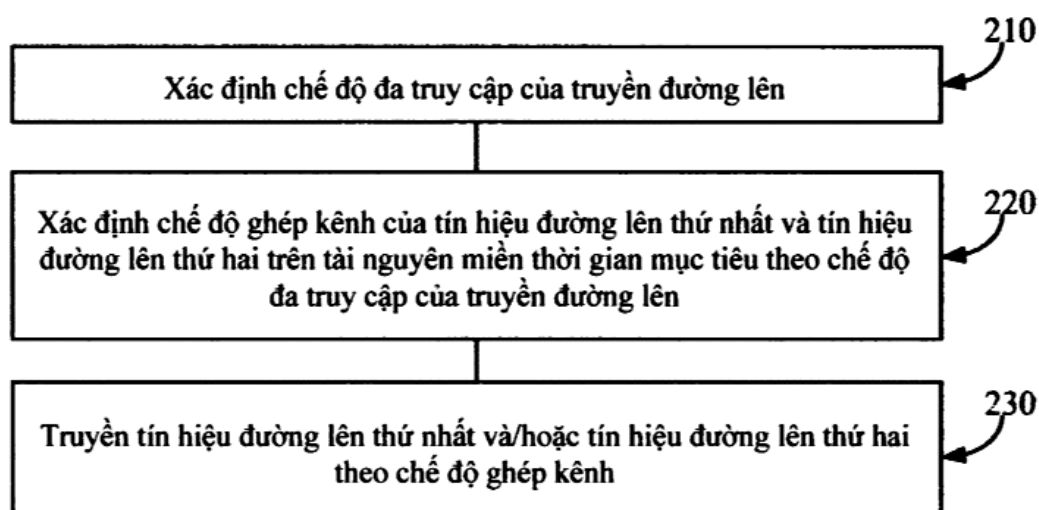 210
Xác định chế độ đa truy cập của truyền đường lên
220
Xác định chế độ ghép kênh của tín hiệu đường lên thứ nhất và tín hiệu
đường lên thứ hai trên tài nguyên miền thời gian mục tiêu theo chế độ
đa truy cập của truyền đường lên
230
Truyền tín hiệu đường lên thứ nhất và/hoặc tín hiệu đường lên thứ hai
theo chế độ ghép kênh